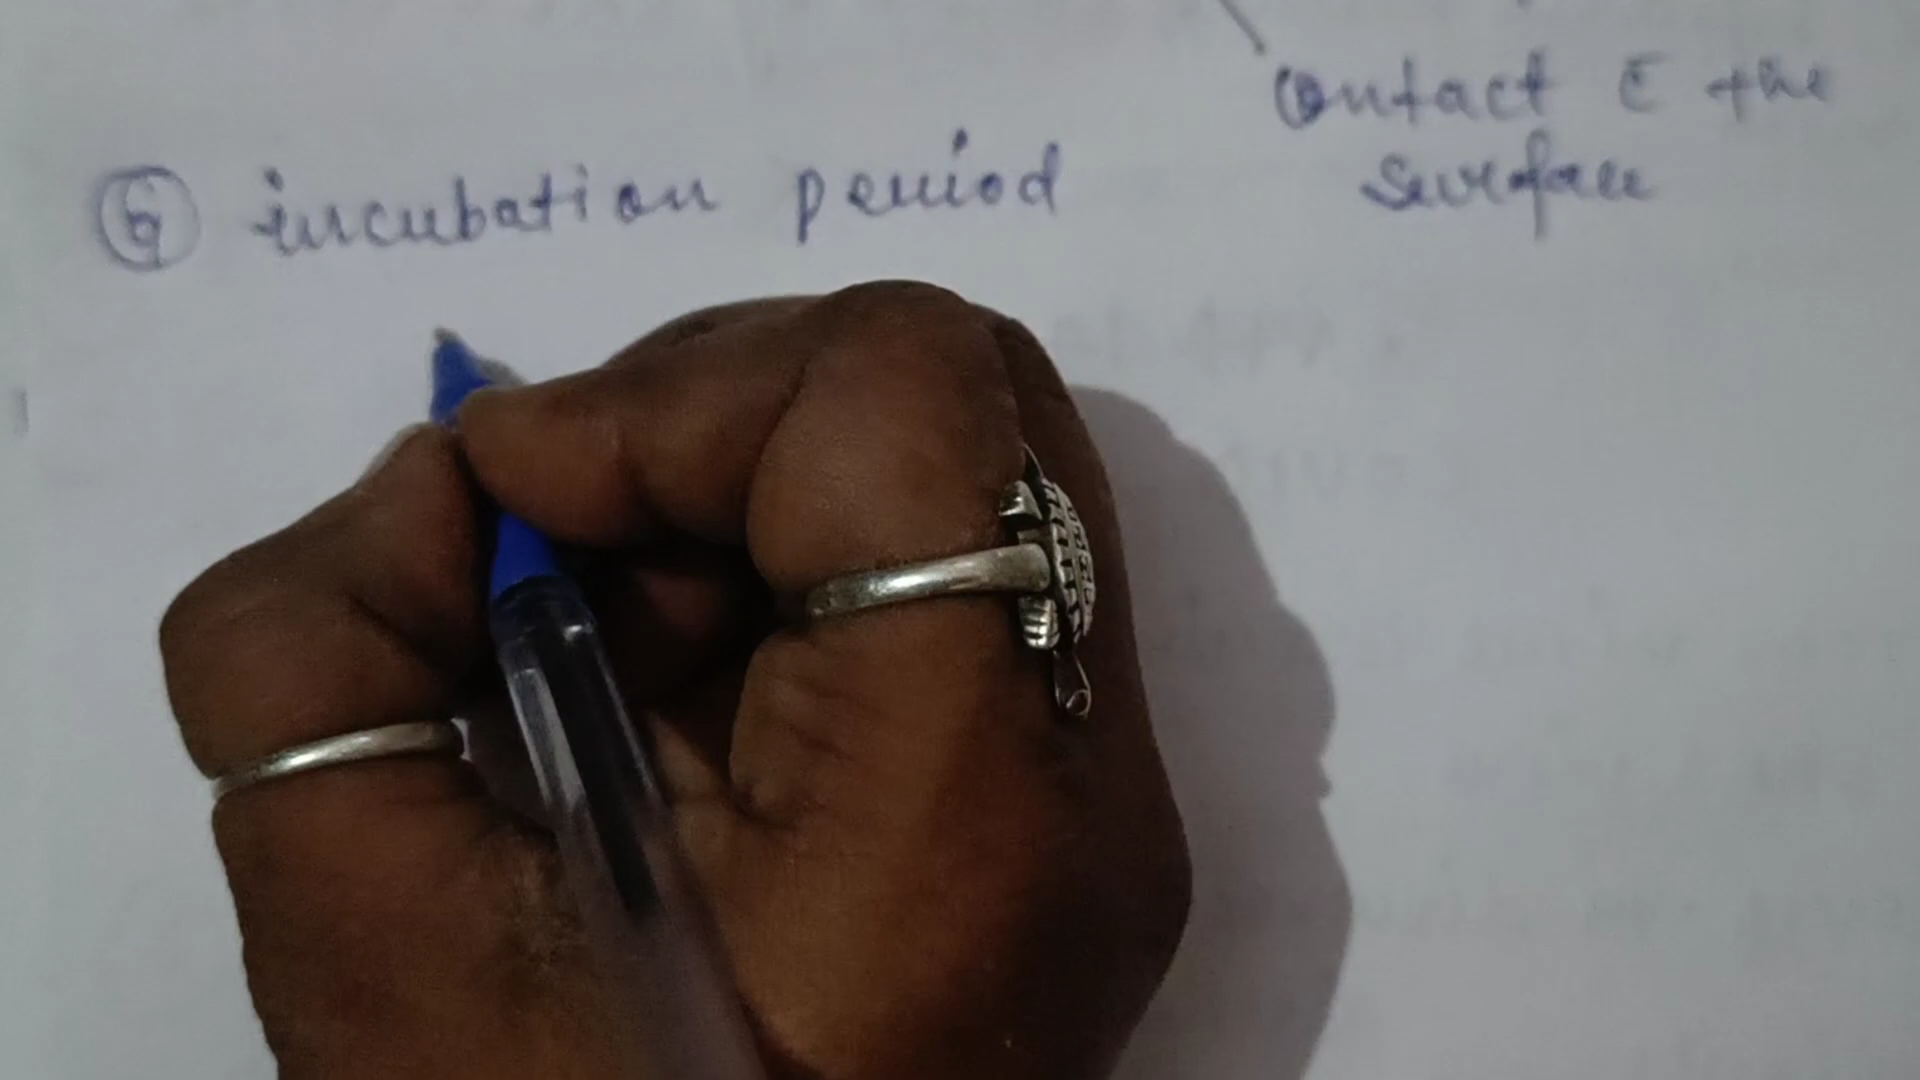 contact c̄ the
surface
⑥ incubation period